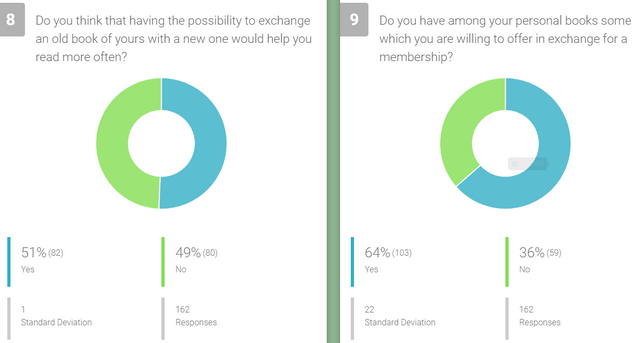 8
Do you think that having the possibility to exchange
an old book of yours with a new one would help you
read more often?
51% (82)
Yes
49% (80)
No
1
Standard Deviation
162
Responses
9
Do you have among your personal books some
which you are willing to offer in exchange for a
membership?
64% (103)
Yes
36% (59)
No
22
Standard Deviation
162
Responses